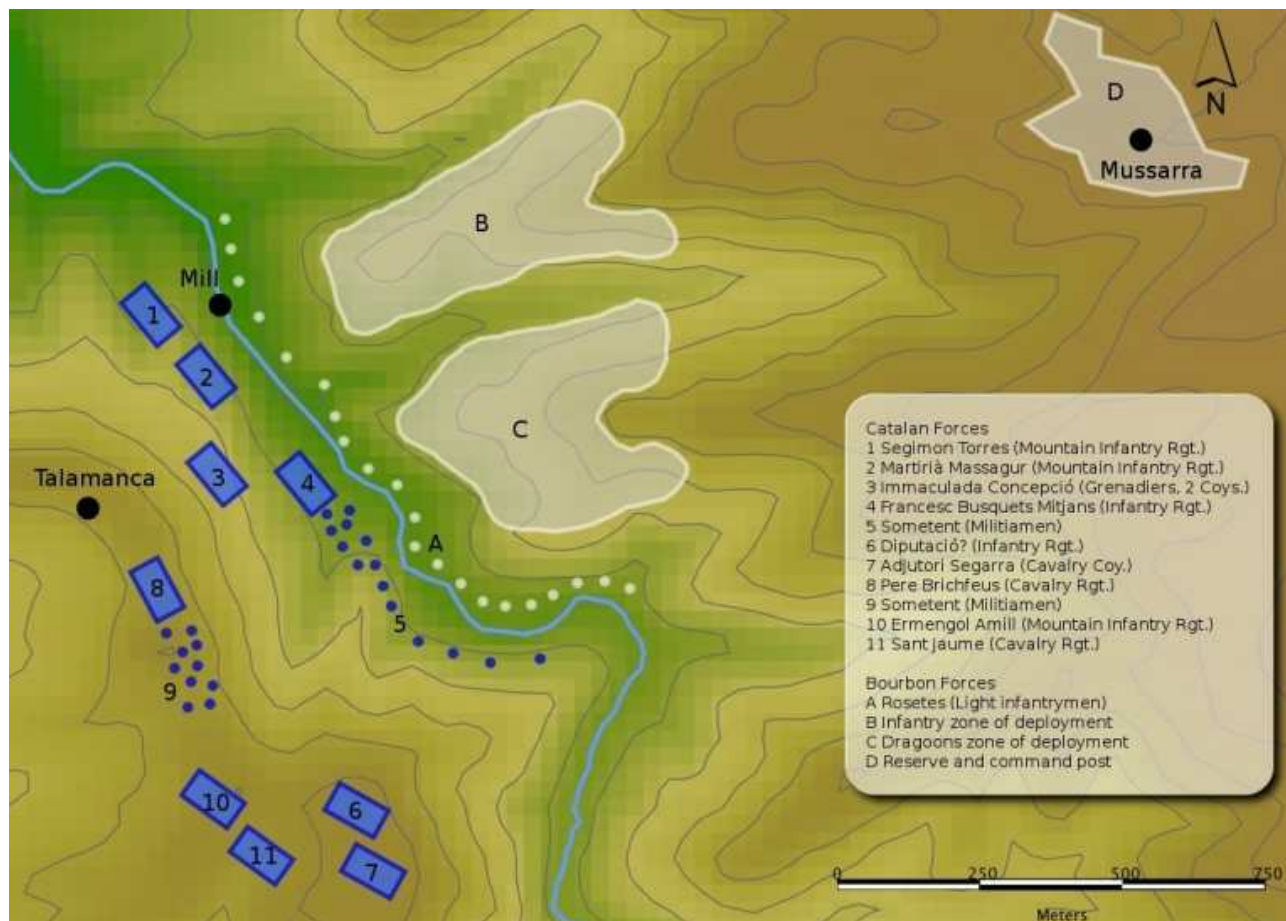 D
N
Mussarra
B
Mill
1
2
C
3
4
Talamanca
A
8
5
9
10
6
11
7
Catalan Forces
1 Segimon Torres (Mountain Infantry Rgt.)
2 Martirià Massagur (Mountain Infantry Rgt.)
3 Immaculada Concepció (Grenadiers, 2 Coys.)
4 Francesc Busquets Mitjans (Infantry Rgt.)
5 Sometent (Militiamen)
6 Diputació? (Infantry Rgt.)
7 Adjutori Segarra (Cavalry Coy.)
8 Pere Brichfeus (Cavalry Rgt.)
9 Sometent (Militiamen)
10 Ermengol Amill (Mountain Infantry Rgt.)
11 Sant Jaume (Cavalry Rgt.)
Bourbon Forces
A Rosetes (Light infantrymen)
B Infantry zone of deployment
C Dragoons zone of deployment
D Reserve and command post
0 250 500 750
Meters